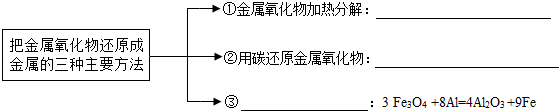 把金属氧化物还原成
金属的三种主要方法
①金属氧化物加热分解：
②用碳还原金属氧化物：
③ ：3 Fe₃O₄ +8Al=4Al₂O₃ +9Fe